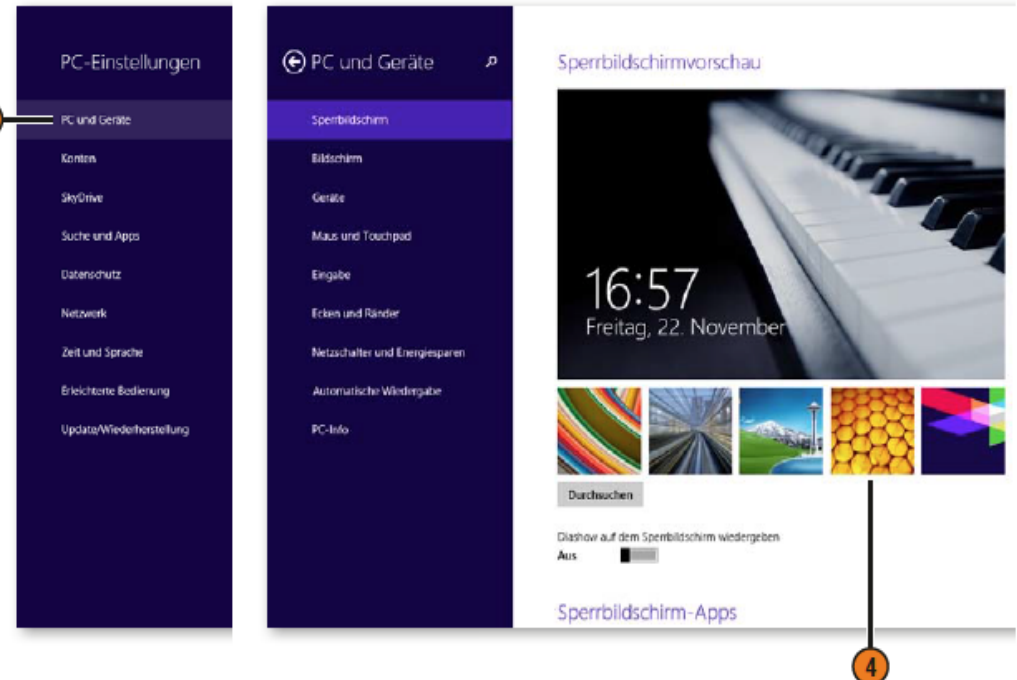 PC-Einstellungen
PC und Geräte
Konten
SkyDrive
Suche und Apps
Datenschutz
Netzwerk
Zeit und Sprache
Erleichterte Bedienung
Update/Wiederherstellung
PC und Geräte
Sperrbildschirm
Bildschirm
Geräte
Maus und Touchpad
Eingabe
Ecken und Ränder
Netzschalter und Energiesparen
Automatische Wiedergabe
PC-Info
Sperrbildschirmvorschau
16:57
Freitag, 22. November
Durchsuchen
Diashow auf dem Sperrbildschirm wiedergeben
Aus
Sperrbildschirm-Apps
4